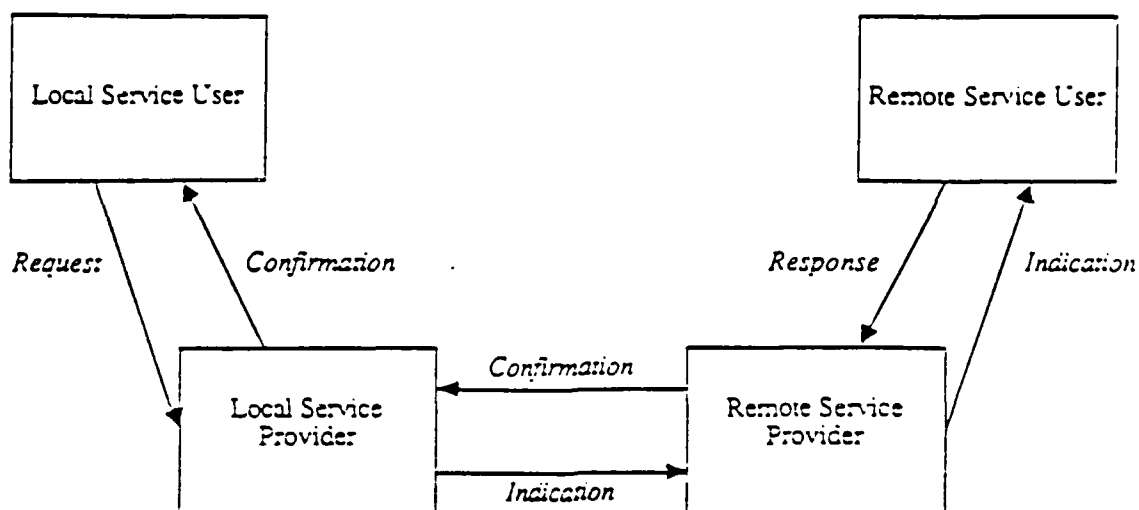 Local Service User
Remote Service User
Request
Confirmation
Response
Indication
Confirmation
Local Service
Provider
Remote Service
Provider
Indication